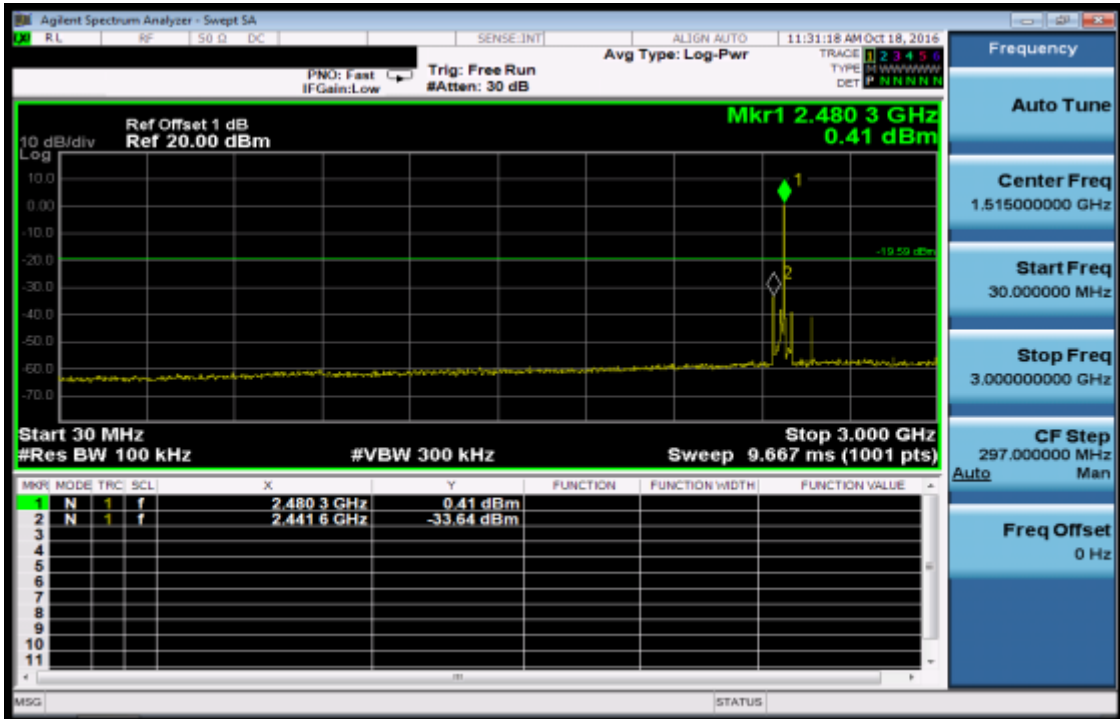 Agilent Spectrum Analyzer - Swept SA
RL RF 50 Ω DC SENSE:INT ALIGN AUTO 11:31:18 AM Oct 18, 2016
Avg Type: Log-Pwr TRACE 1 2 3 4 5 6
PNO: Fast Trig: Free Run TYPE M WWWWW
IFGain:Low #Atten: 30 dB DET P N N N N N
Ref Offset 1 dB Mkr1 2.480 3 GHz
10 dB/div Ref 20.00 dBm 0.41 dBm
Log
10.0
0.00
-10.0
-20.0
-30.0
-40.0
-50.0
-60.0
-70.0
1
-19.59 dBm
2
Start 30 MHz Stop 3.000 GHz
#Res BW 100 kHz #VBW 300 kHz Sweep 9.667 ms (1001 pts)
MKR MODE TRC SCL X Y FUNCTION FUNCTION WIDTH FUNCTION VALUE
1 N 1 f 2.480 3 GHz 0.41 dBm
2 N 1 f 2.441 6 GHz -33.64 dBm
3
4
5
6
7
8
9
10
11
MSG STATUS
Frequency
Auto Tune
Center Freq
1.515000000 GHz
Start Freq
30.000000 MHz
Stop Freq
3.000000000 GHz
CF Step
297.000000 MHz
Auto Man
Freq Offset
0 Hz